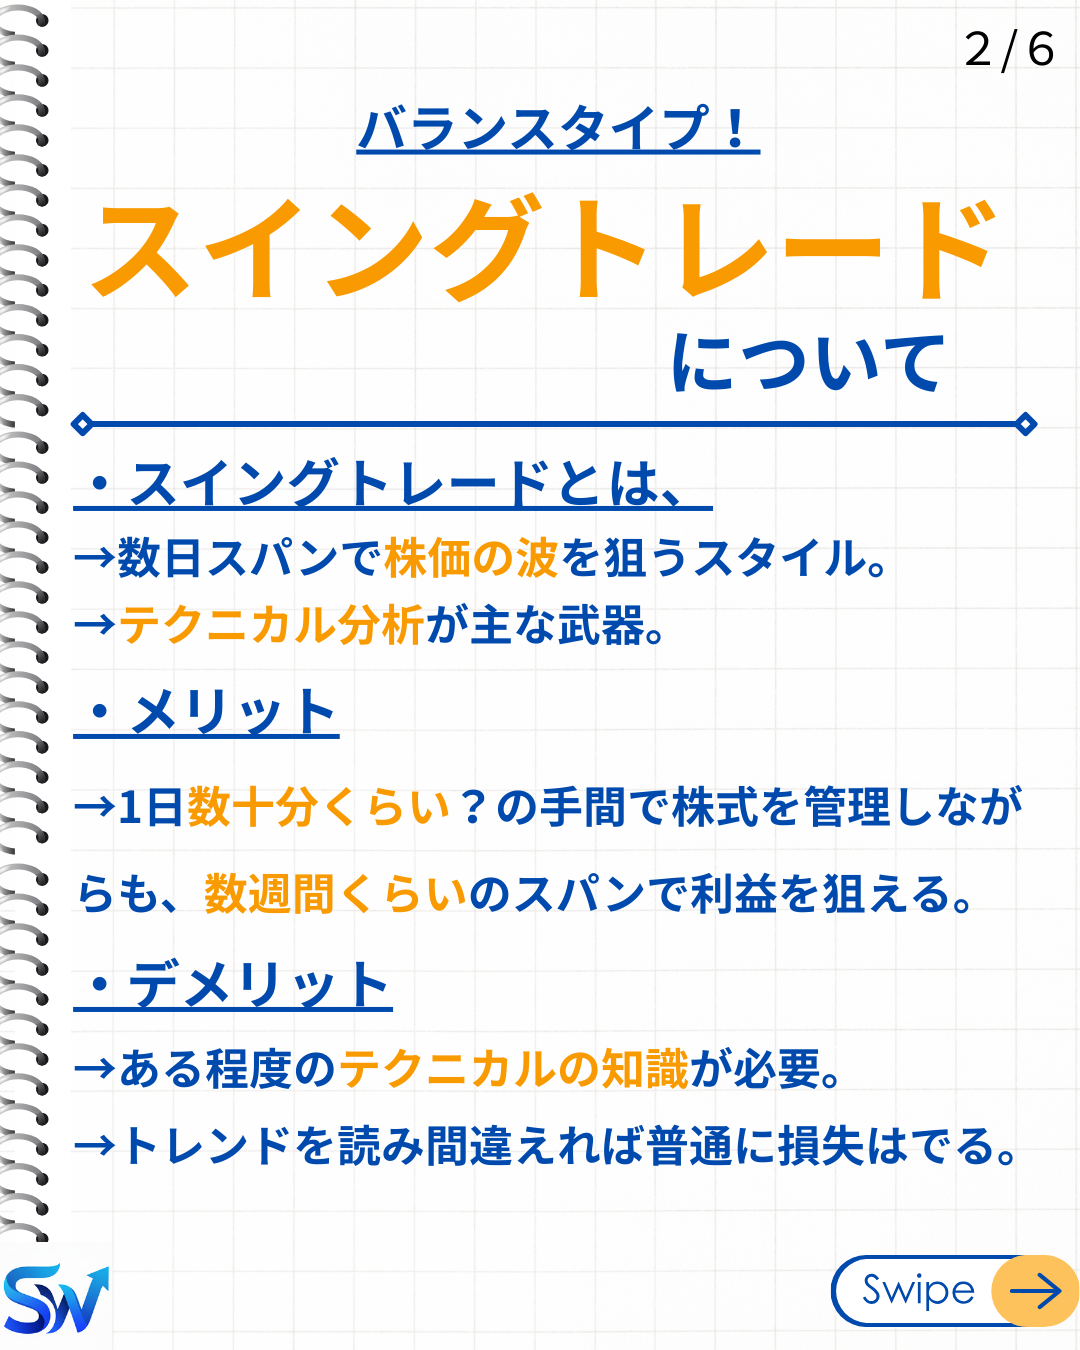 2/6
バランスタイプ！
スイングトレード
について
・スイングトレードとは、
→数日スパンで株価の波を狙うスタイル。
→テクニカル分析が主な武器。
・メリット
→1日数十分くらい？の手間で株式を管理しなが
らも、数週間くらいのスパンで利益を狙える。
・デメリット
→ある程度のテクニカルの知識が必要。
→トレンドを読み間違えれば普通に損失はでる。
SW
Swipe →